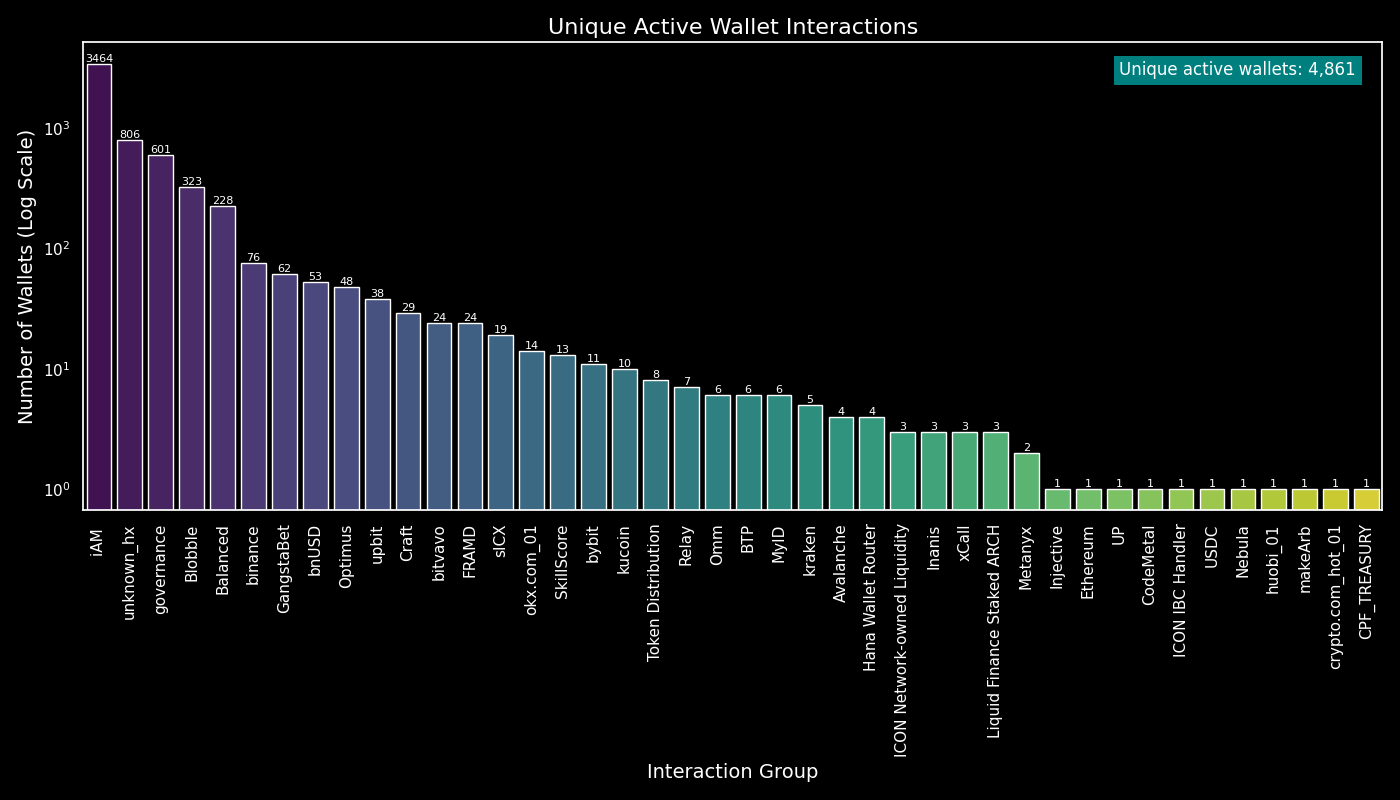 Unique Active Wallet Interactions
Unique active wallets: 4,861
Number of Wallets (Log Scale)
10³
10²
10¹
10⁰
3464
806
601
323
228
76
62
53
48
38
29
24
24
19
14
13
11
10
8
7
6
6
6
5
4
4
3
3
3
3
2
1
1
1
1
1
1
1
1
1
1
1
iAM
unknown_hx
governance
Blobble
Balanced
binance
GangstaBet
bnUSD
Optimus
upbit
Craft
bitvavo
FRAMD
sICX
okx.com_01
SkillScore
bybit
kucoin
Token Distribution
Relay
Omm
BTP
MyID
kraken
Avalanche
Hana Wallet Router
ICON Network-owned Liquidity
Inanis
xCall
Liquid Finance Staked ARCH
Metanyx
Injective
Ethereum
UP
CodeMetal
ICON IBC Handler
USDC
Nebula
huobi_01
makeArb
crypto.com_hot_01
CPF_TREASURY
Interaction Group